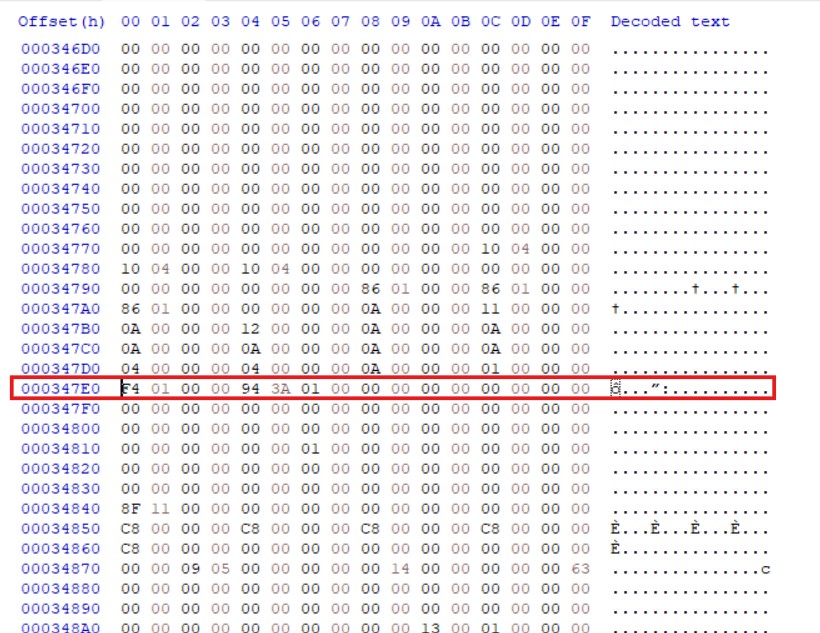 Offset(h) 00 01 02 03 04 05 06 07 08 09 0A 0B 0C 0D 0E 0F Decoded text
000346D0 00 00 00 00 00 00 00 00 00 00 00 00 00 00 00 00 ................
000346E0 00 00 00 00 00 00 00 00 00 00 00 00 00 00 00 00 ................
000346F0 00 00 00 00 00 00 00 00 00 00 00 00 00 00 00 00 ................
00034700 00 00 00 00 00 00 00 00 00 00 00 00 00 00 00 00 ................
00034710 00 00 00 00 00 00 00 00 00 00 00 00 00 00 00 00 ................
00034720 00 00 00 00 00 00 00 00 00 00 00 00 00 00 00 00 ................
00034730 00 00 00 00 00 00 00 00 00 00 00 00 00 00 00 00 ................
00034740 00 00 00 00 00 00 00 00 00 00 00 00 00 00 00 00 ................
00034750 00 00 00 00 00 00 00 00 00 00 00 00 00 00 00 00 ................
00034760 00 00 00 00 00 00 00 00 00 00 00 00 00 00 00 00 ................
00034770 00 00 00 00 00 00 00 00 00 00 00 00 10 04 00 00 ................
00034780 10 04 00 00 10 04 00 00 00 00 00 00 00 00 00 00 ................
00034790 00 00 00 00 00 00 00 00 86 01 00 00 86 01 00 00 ........†...†...
000347A0 86 01 00 00 00 00 00 00 0A 00 00 00 11 00 00 00 †...............
000347B0 0A 00 00 00 12 00 00 00 0A 00 00 00 0A 00 00 00 ................
000347C0 0A 00 00 00 0A 00 00 00 0A 00 00 00 0A 00 00 00 ................
000347D0 04 00 00 00 04 00 00 00 0A 00 00 00 01 00 00 00 ................
000347E0 F4 01 00 00 94 3A 01 00 00 00 00 00 00 00 00 00 ô...”:..........
000347F0 00 00 00 00 00 00 00 00 00 00 00 00 00 00 00 00 ................
00034800 00 00 00 00 00 00 00 00 00 00 00 00 00 00 00 00 ................
00034810 00 00 00 00 00 00 01 00 00 00 00 00 00 00 00 00 ................
00034820 00 00 00 00 00 00 00 00 00 00 00 00 00 00 00 00 ................
00034830 00 00 00 00 00 00 00 00 00 00 00 00 00 00 00 00 ................
00034840 8F 11 00 00 00 00 00 00 00 00 00 00 00 00 00 00 ................
00034850 C8 00 00 00 C8 00 00 00 C8 00 00 00 C8 00 00 00 È...È...È...È...
00034860 C8 00 00 00 00 00 00 00 00 00 00 00 00 00 00 00 È...............
00034870 00 00 09 05 00 00 00 00 00 14 00 00 00 00 00 63 ...............c
00034880 00 00 00 00 00 00 00 00 00 00 00 00 00 00 00 00 ................
00034890 00 00 00 00 00 00 00 00 00 00 00 00 00 00 00 00 ................
000348A0 00 00 00 00 00 00 00 00 00 00 13 00 01 00 00 00 ................